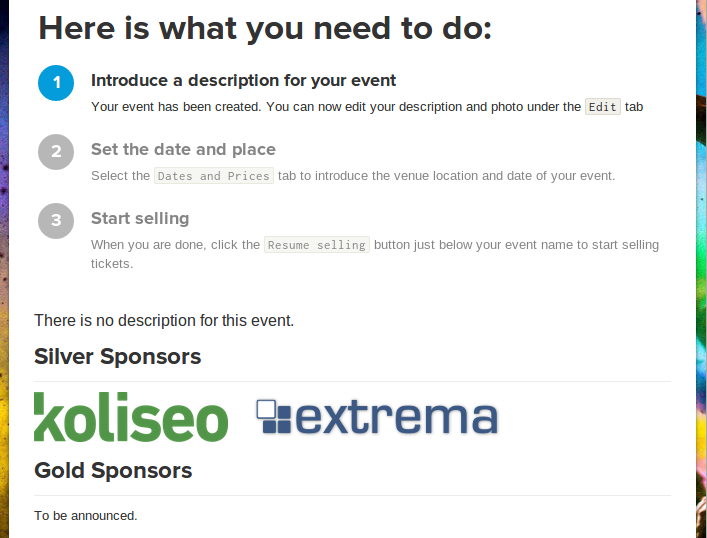 Here is what you need to do:
1
Introduce a description for your event
Your event has been created. You can now edit your description and photo under the Edit tab
2
Set the date and place
Select the Dates and Prices tab to introduce the venue location and date of your event.
3
Start selling
When you are done, click the Resume selling button just below your event name to start selling
tickets.
There is no description for this event.
Silver Sponsors
koliseo extrema
Gold Sponsors
To be announced.